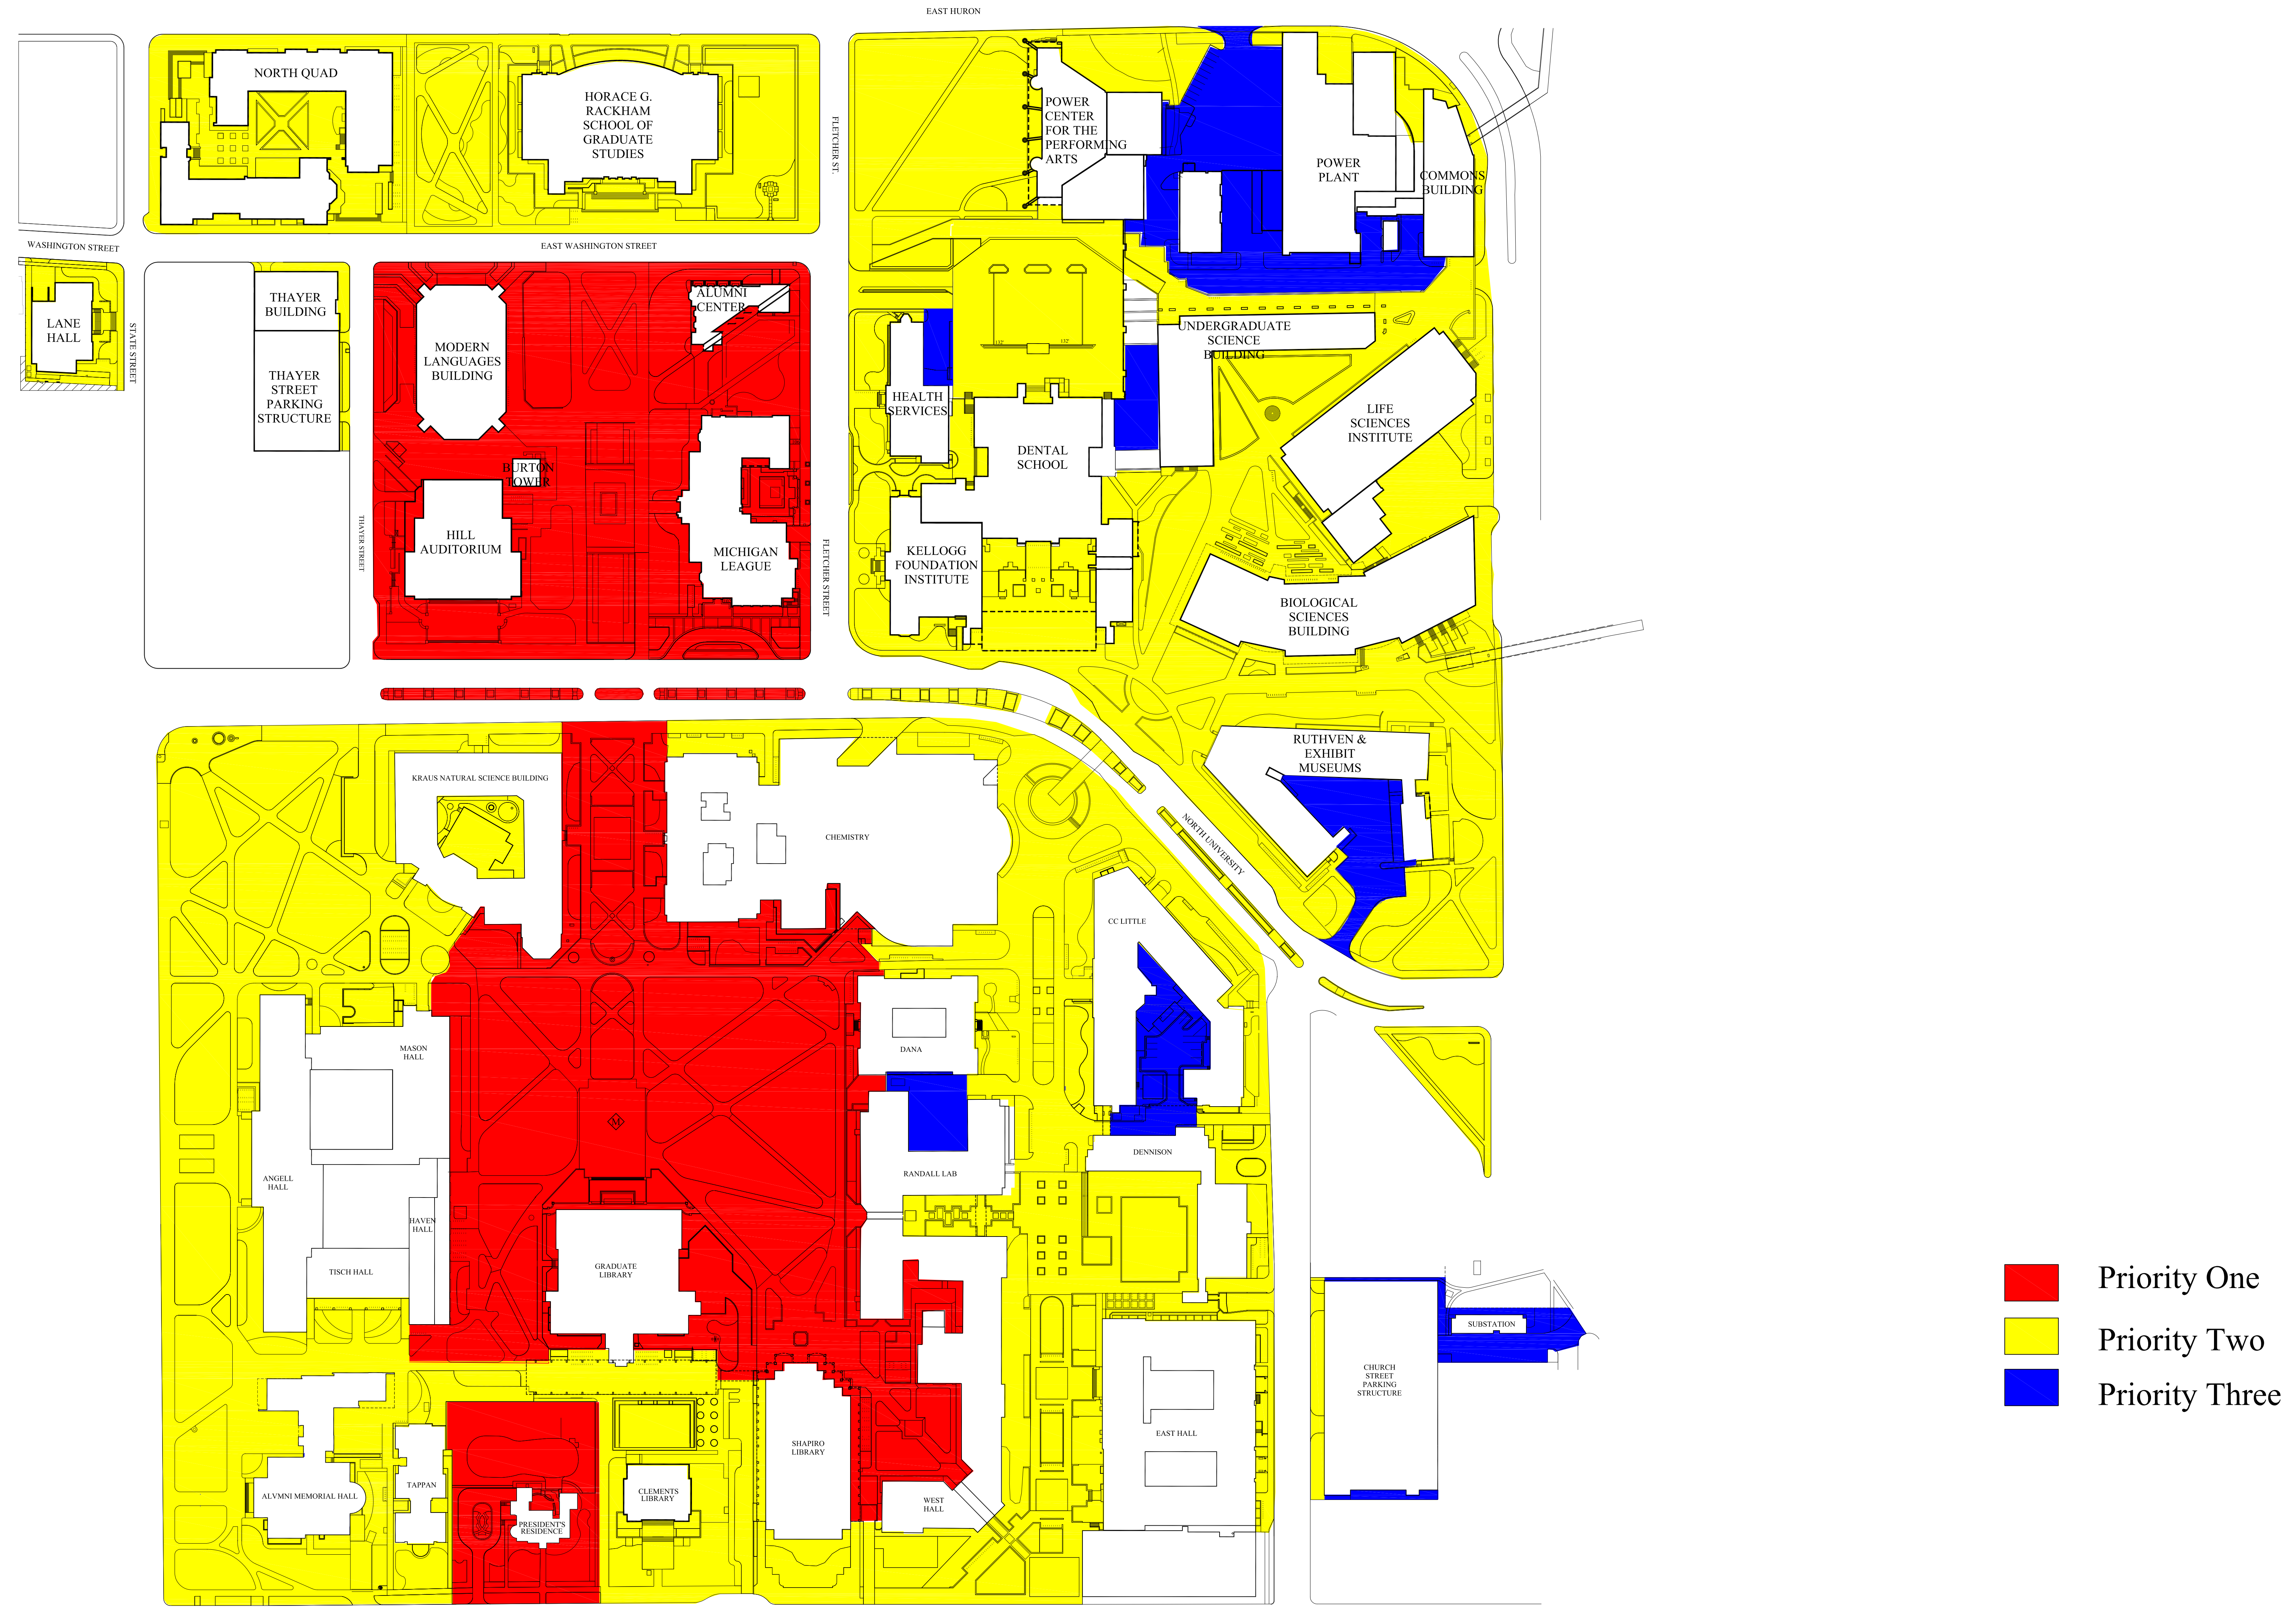 EAST HURON
NORTH QUAD
HORACE G.
RACKHAM
SCHOOL OF
GRADUATE
STUDIES
FLETCHER ST.
POWER
CENTER
FOR THE
PERFORMING
ARTS
POWER
PLANT
COMMONS
BUILDING
WASHINGTON STREET
EAST WASHINGTON STREET
LANE
HALL
STATE STREET
THAYER
BUILDING
THAYER
STREET
PARKING
STRUCTURE
MODERN
LANGUAGES
BUILDING
ALUMNI
CENTER
BURTON
TOWER
HILL
AUDITORIUM
THAYER STREET
MICHIGAN
LEAGUE
FLETCHER STREET
132'
132'
HEALTH
SERVICES
DENTAL
SCHOOL
KELLOGG
FOUNDATION
INSTITUTE
UNDERGRADUATE
SCIENCE
BUILDING
LIFE
SCIENCES
INSTITUTE
BIOLOGICAL
SCIENCES
BUILDING
RUTHVEN &
EXHIBIT
MUSEUMS
NORTH UNIVERSITY
KRAUS NATURAL SCIENCE BUILDING
CHEMISTRY
CC LITTLE
DANA
MASON
HALL
M
ANGELL
HALL
RANDALL LAB
DENNISON
HAVEN
HALL
TISCH HALL
GRADUATE
LIBRARY
SUBSTATION
CHURCH
STREET
PARKING
STRUCTURE
EAST HALL
SHAPIRO
LIBRARY
TAPPAN
ALVMNI MEMORIAL HALL
CLEMENTS
LIBRARY
WEST
HALL
PRESIDENT'S
RESIDENCE
Priority One
Priority Two
Priority Three